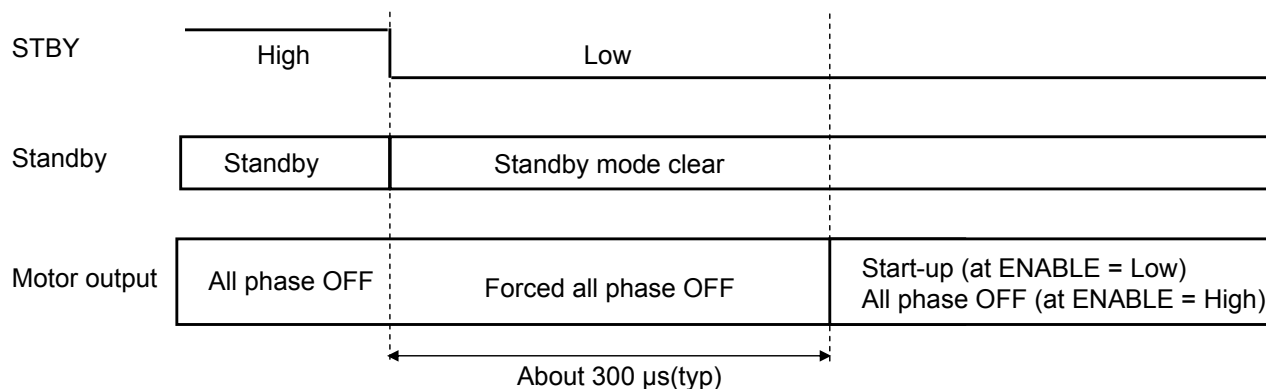 STBY
High
Low
Standby
Standby
Standby mode clear
Motor output
All phase OFF
Forced all phase OFF
Start-up (at ENABLE = Low)
All phase OFF (at ENABLE = High)
About 300 μs(typ)